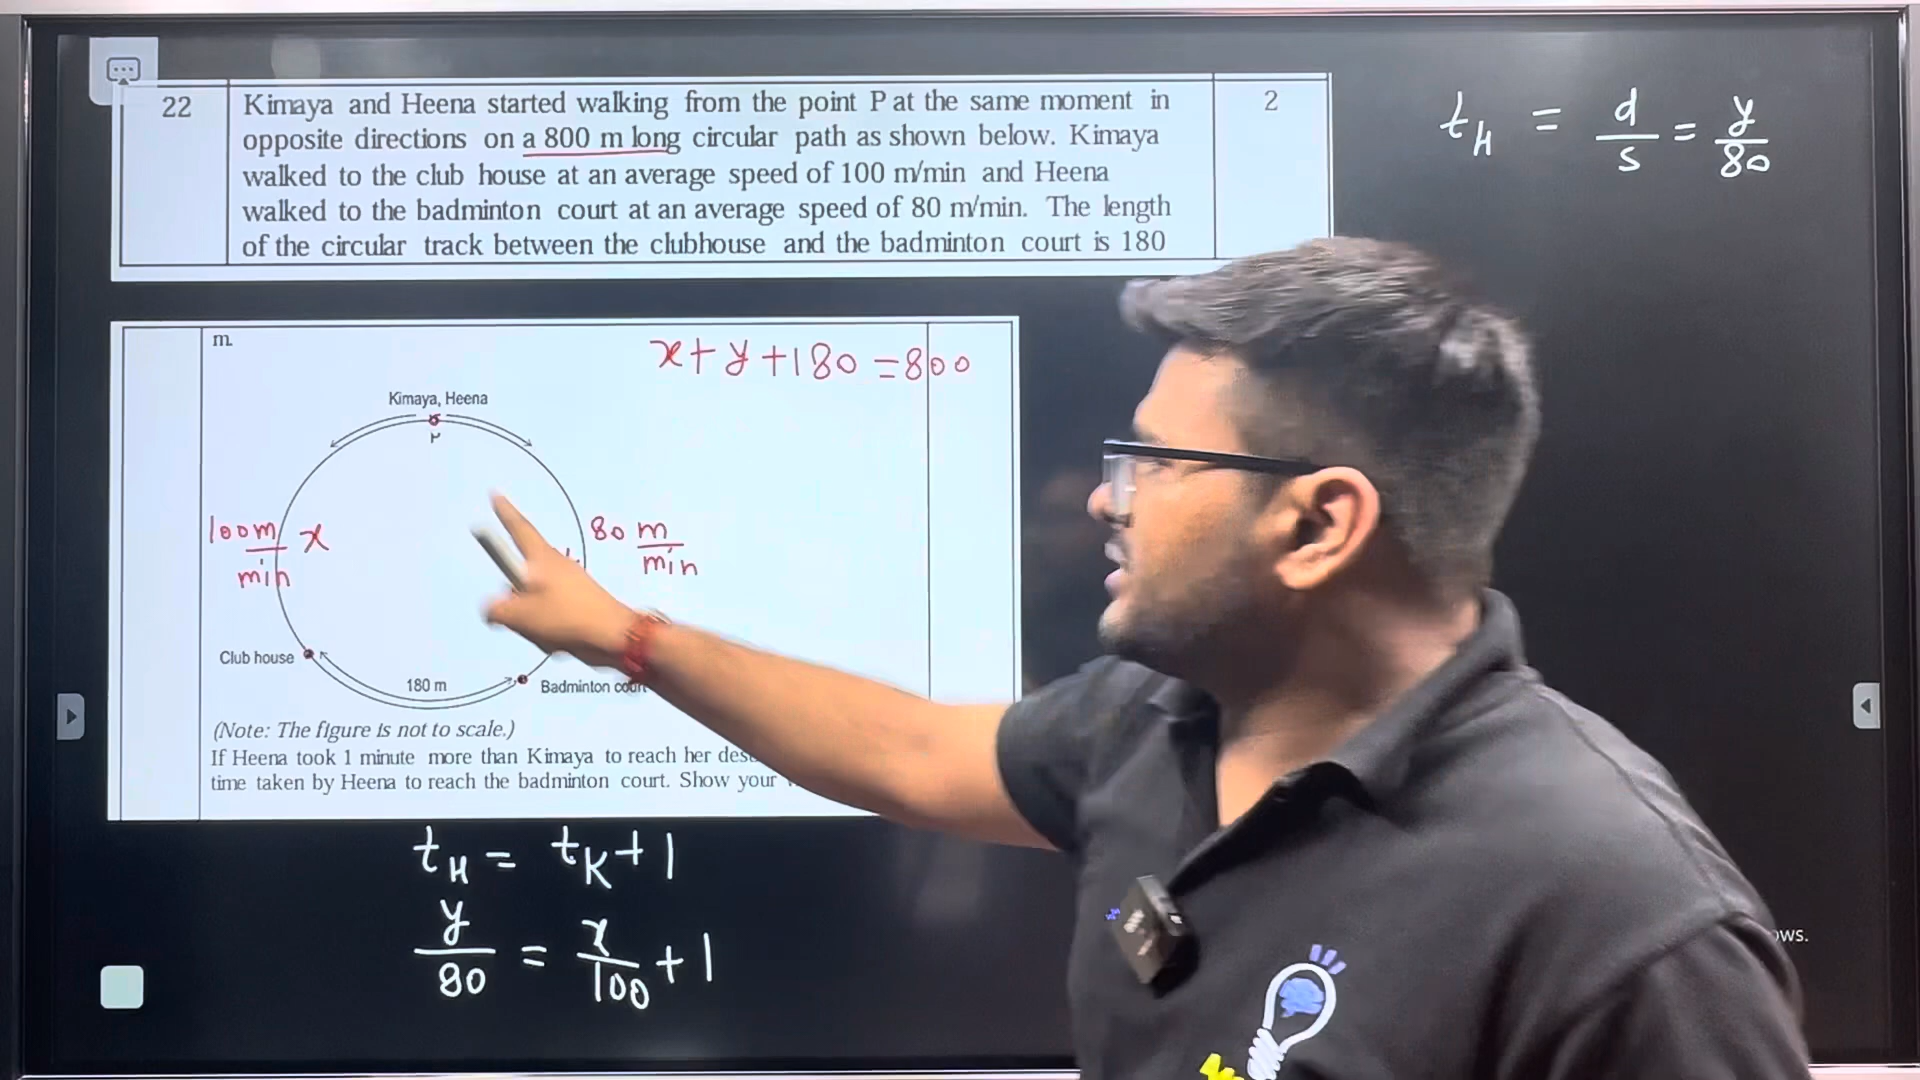 22
Kimaya and Heena started walking from the point P at the same moment in
opposite directions on a 800 m long circular path as shown below. Kimaya
walked to the club house at an average speed of 100 m/min and Heena
walked to the badminton court at an average speed of 80 m/min. The length
of the circular track between the clubhouse and the badminton court is 180
2
tH = d/s = y/80
m.
x + y + 180 = 800
Kimaya, Heena
P
100 m/min x
80 m/min
Club house
180 m
Badminton court
(Note: The figure is not to scale.)
If Heena took 1 minute more than Kimaya to reach her
time taken by Heena to reach the badminton court. Show your
tH = tK + 1
y/80 = x/100 + 1